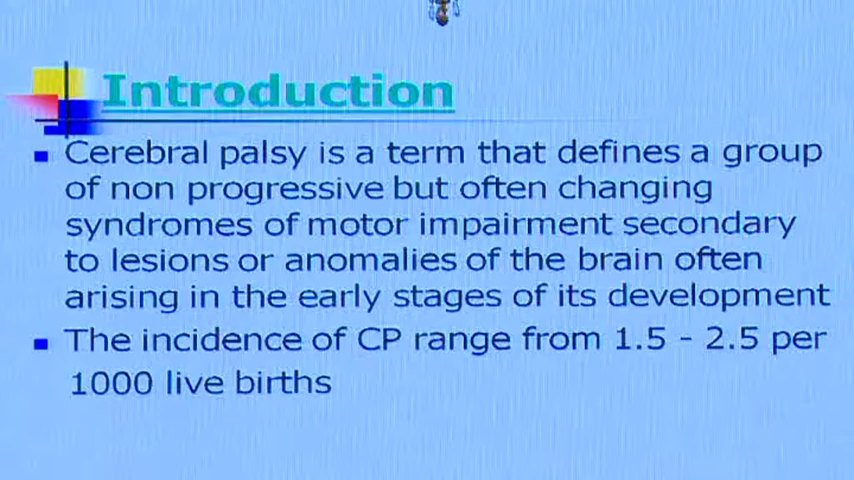 Introduction
Cerebral palsy is a term that defines a group
of non progressive but often changing
syndromes of motor impairment secondary
to lesions or anomalies of the brain often
arising in the early stages of its development
The incidence of CP range from 1.5 - 2.5 per
1000 live births